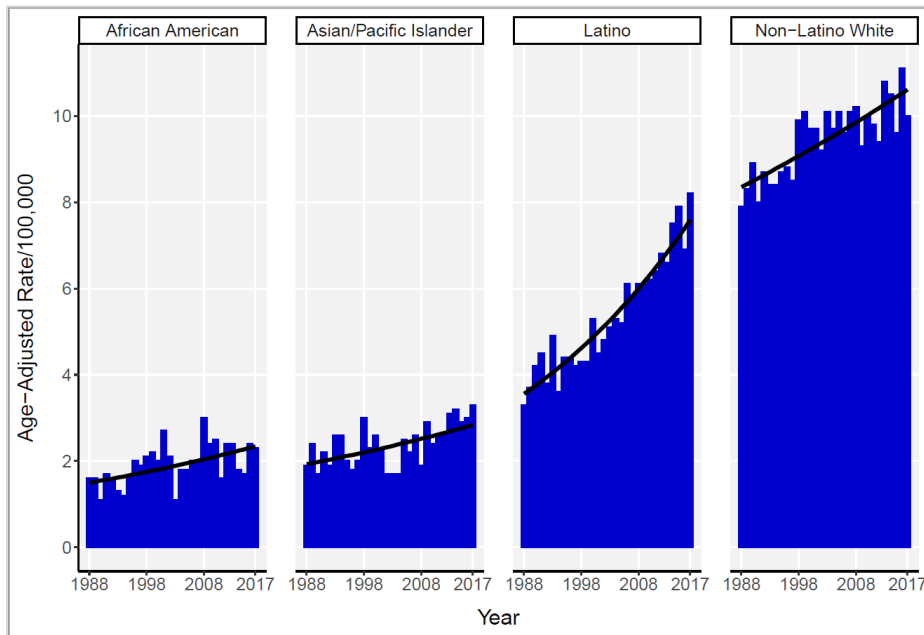 African American
Asian/Pacific Islander
Latino
Non−Latino White
Age−Adjusted Rate/100,000
10
8
6
4
2
0
1988 1998 2008 2017
1988 1998 2008 2017
1988 1998 2008 2017
1988 1998 2008 2017
Year